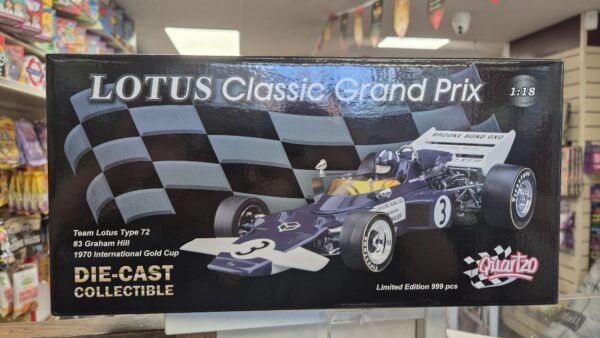 LOTUS Classic Grand Prix
1:18
BROOKE BOND OXO
3
3
Team Lotus Type 72
#3 Graham Hill
1970 International Gold Cup
DIE-CAST
COLLECTIBLE
Quartzo
Limited Edition 999 pcs